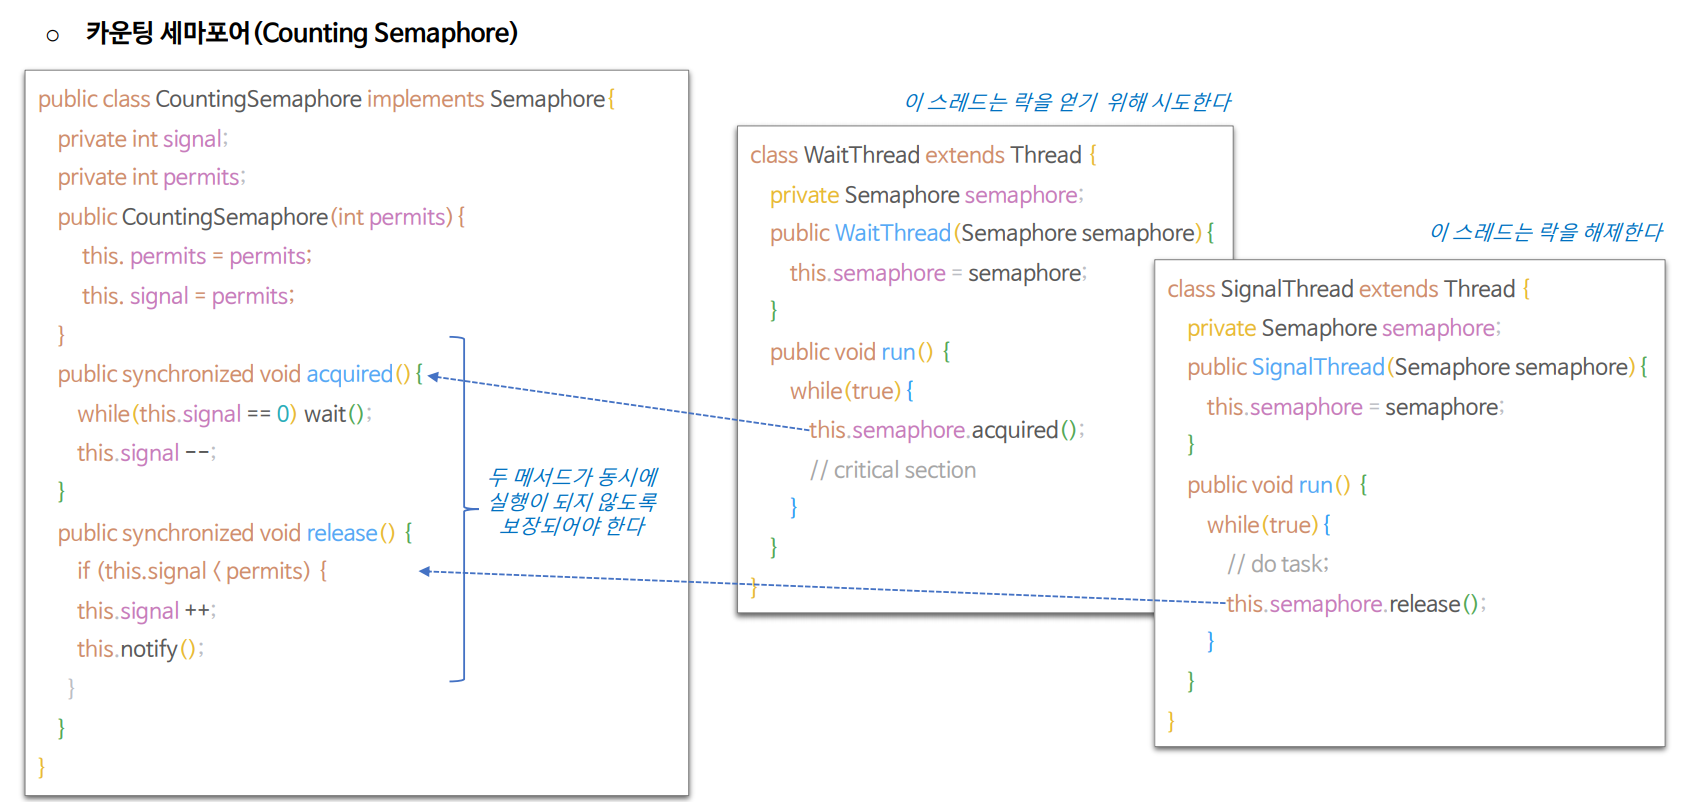 ○ 카운팅 세마포어(Counting Semaphore)
public class CountingSemaphore implements Semaphore{
private int signal;
private int permits;
public CountingSemaphore(int permits) {
this. permits = permits;
this. signal = permits;
}
public synchronized void acquired() {
while(this.signal == 0) wait();
this.signal --;
}
public synchronized void release() {
if (this.signal < permits) {
this.signal ++;
this.notify();
}
}
}
두 메서드가 동시에
실행이 되지 않도록
보장되어야 한다
이 스레드는 락을 얻기 위해 시도한다
class WaitThread extends Thread {
private Semaphore semaphore;
public WaitThread(Semaphore semaphore) {
this.semaphore = semaphore;
}
public void run() {
while(true) {
this.semaphore.acquired();
// critical section
}
}
}
이 스레드는 락을 해제한다
class SignalThread extends Thread {
private Semaphore semaphore;
public SignalThread(Semaphore semaphore) {
this.semaphore = semaphore;
}
public void run() {
while(true) {
// do task;
this.semaphore.release();
}
}
}